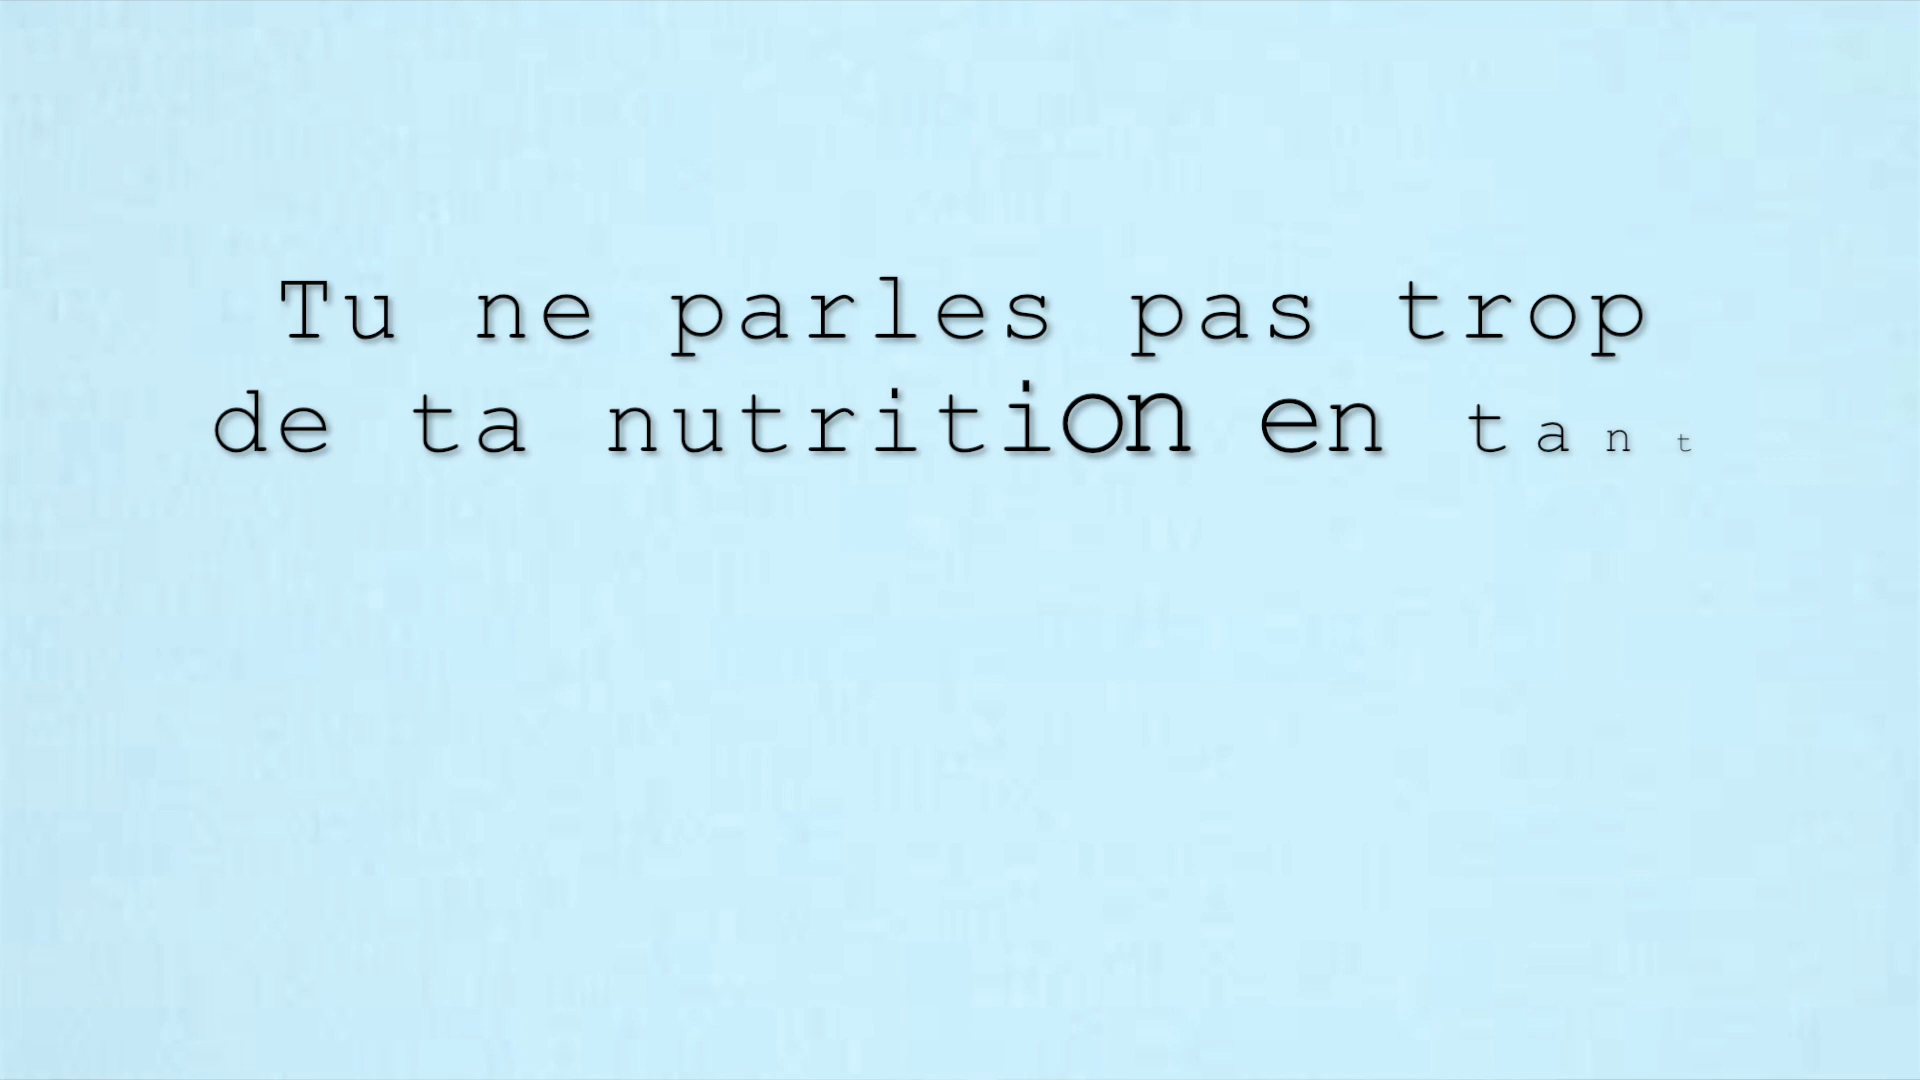 Tu ne parles pas trop
de ta nutrition en tant